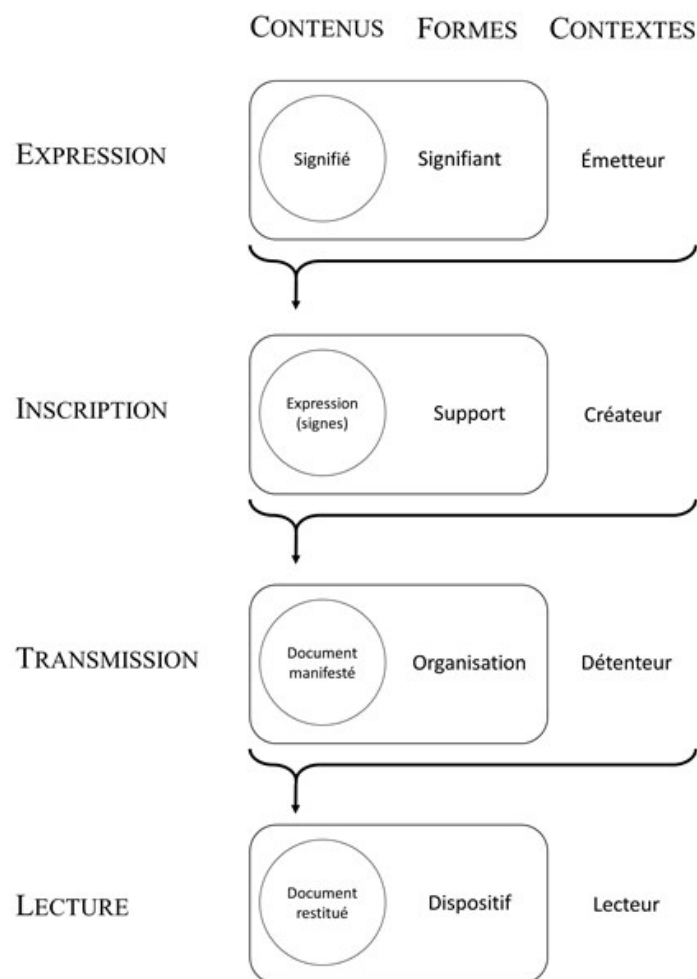 CONTENUS FORMES CONTEXTES
EXPRESSION Signifié Signifiant Émetteur
INSCRIPTION Expression (signes) Support Créateur
TRANSMISSION Document manifesté Organisation Détenteur
LECTURE Document restitué Dispositif Lecteur